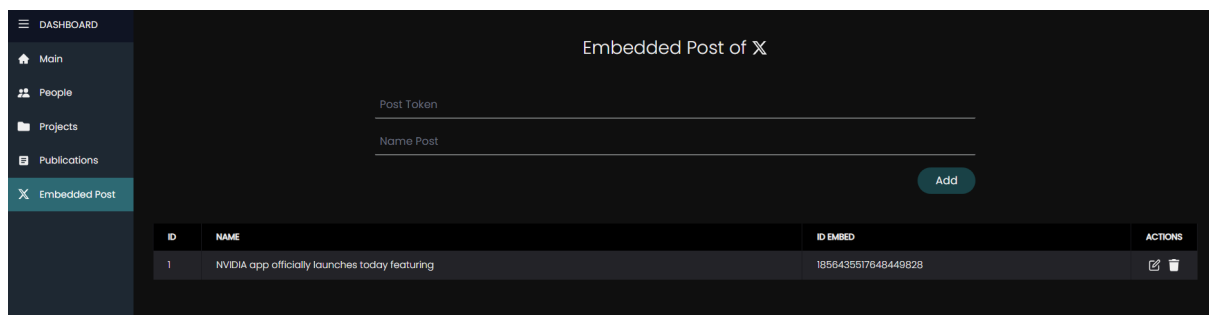 DASHBOARD
Main
People
Projects
Publications
Embedded Post
Embedded Post of X
Post Token
Name Post
Add
ID NAME ID EMBED ACTIONS
1 NVIDIA app officially launches today featuring 1856435517648449828